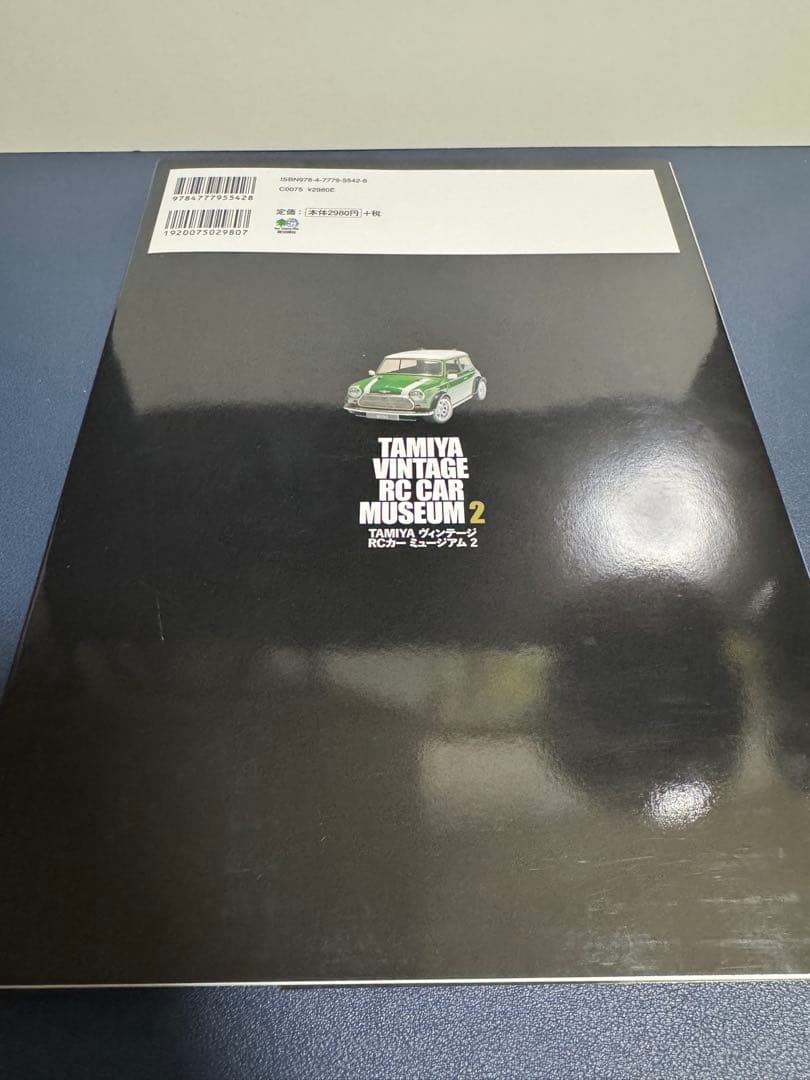 ISBN978-4-7779-5542-8
C0075 ¥2980E
9784777955428
定価： 本体2980円 +税
1920075029807
TAMIYA
VINTAGE
RC CAR
MUSEUM 2
TAMIYA ヴィンテージ
RCカー ミュージアム 2